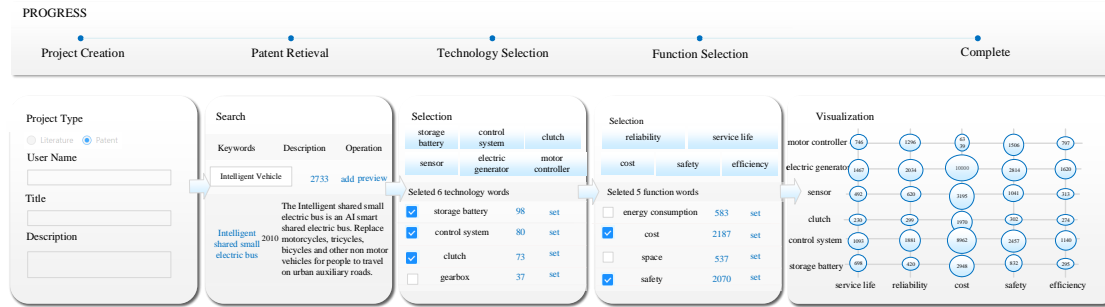 PROGRESS
Project Creation
Patent Retieval
Technology Selection
Function Selection
Complete
Project Type
Literature
Patent
User Name
Title
Description
Search
Keywords
Description
Operation
Intelligent Vehicle
2733
add
preview
Intelligent
shared small
electric bus
2010
The Intelligent shared small
electric bus is an AI smart
shared electric bus. Replace
motorcycles, tricycles,
bicycles and other non motor
vehicles for people to travel
on urban auxiliary roads.
Selection
storage
battery
control
system
clutch
sensor
electric
generator
motor
controller
Seleted 6 technology words
storage battery 98 set
control system 80 set
clutch 73 set
gearbox 37 set
Selection
reliability
service life
cost
safety
efficiency
Seleted 5 function words
energy consumption 583 set
cost 2187 set
space 537 set
safety 2070 set
Visualization
motor controller 746 1296 63 39 1506 797
electric generator 1467 2034 10000 2814 1620
sensor 492 620 3195 1041 313
clutch 230 299 1970 302 274
control system 1093 1881 8962 2457 1140
storage battery 698 420 2948 832 295
service life reliability cost safety efficiency